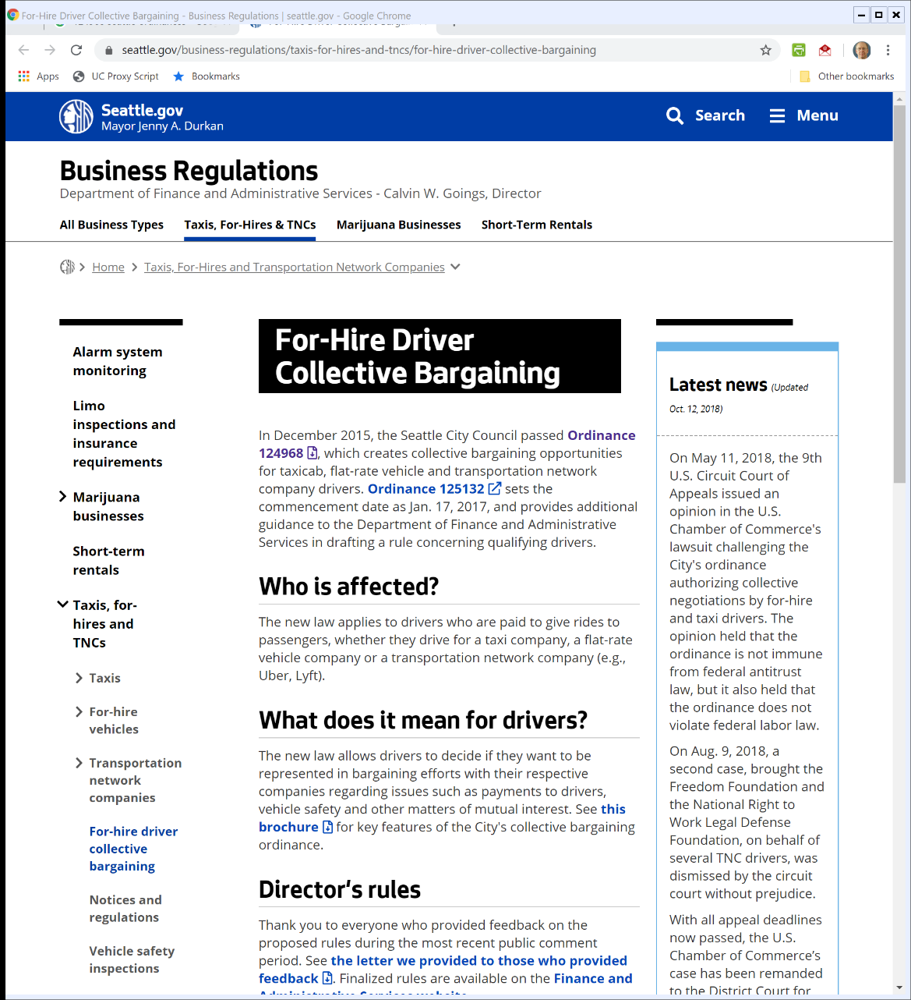 For-Hire Driver Collective Bargaining - Business Regulations | seattle.gov - Google Chrome
seattle.gov/business-regulations/taxis-for-hires-and-tncs/for-hire-driver-collective-bargaining
Apps UC Proxy Script Bookmarks Other bookmarks
Seattle.gov
Mayor Jenny A. Durkan
Search Menu
Business Regulations
Department of Finance and Administrative Services - Calvin W. Goings, Director
All Business Types Taxis, For-Hires & TNCs Marijuana Businesses Short-Term Rentals
Home Taxis, For-Hires and Transportation Network Companies
Alarm system
monitoring
Limo
inspections and
insurance
requirements
Marijuana
businesses
Short-term
rentals
Taxis, for-
hires and
TNCs
Taxis
For-hire
vehicles
Transportation
network
companies
For-hire driver
collective
bargaining
Notices and
regulations
Vehicle safety
inspections
For-Hire Driver
Collective Bargaining
In December 2015, the Seattle City Council passed Ordinance
124968, which creates collective bargaining opportunities
for taxicab, flat-rate vehicle and transportation network
company drivers. Ordinance 125132 sets the
commencement date as Jan. 17, 2017, and provides additional
guidance to the Department of Finance and Administrative
Services in drafting a rule concerning qualifying drivers.
Who is affected?
The new law applies to drivers who are paid to give rides to
passengers, whether they drive for a taxi company, a flat-rate
vehicle company or a transportation network company (e.g.,
Uber, Lyft).
What does it mean for drivers?
The new law allows drivers to decide if they want to be
represented in bargaining efforts with their respective
companies regarding issues such as payments to drivers,
vehicle safety and other matters of mutual interest. See this
brochure for key features of the City's collective bargaining
ordinance.
Director's rules
Thank you to everyone who provided feedback on the
proposed rules during the most recent public comment
period. See the letter we provided to those who provided
feedback. Finalized rules are available on the Finance and
Latest news (Updated
Oct. 12, 2018)
On May 11, 2018, the 9th
U.S. Circuit Court of
Appeals issued an
opinion in the U.S.
Chamber of Commerce's
lawsuit challenging the
City's ordinance
authorizing collective
negotiations by for-hire
and taxi drivers. The
opinion held that the
ordinance is not immune
from federal antitrust
law, but it also held that
the ordinance does not
violate federal labor law.
On Aug. 9, 2018, a
second case, brought the
Freedom Foundation and
the National Right to
Work Legal Defense
Foundation, on behalf of
several TNC drivers, was
dismissed by the circuit
court without prejudice.
With all appeal deadlines
now passed, the U.S.
Chamber of Commerce's
case has been remanded
to the District Court for